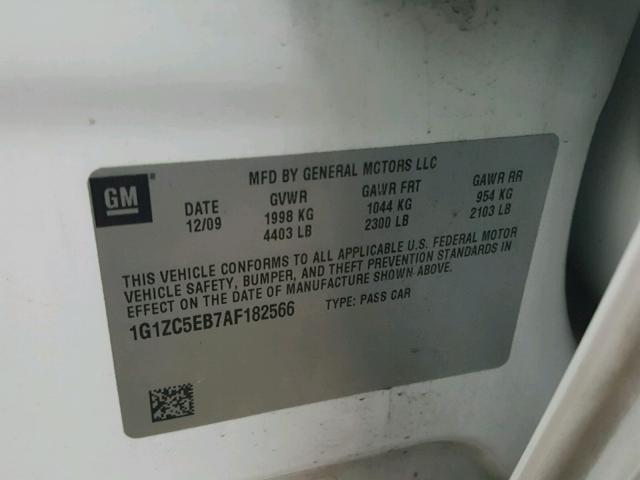 GM
MFD BY GENERAL MOTORS LLC
DATE GVWR GAWR FRT GAWR RR
12/09 1998 KG 1044 KG 954 KG
4403 LB 2300 LB 2103 LB
THIS VEHICLE CONFORMS TO ALL APPLICABLE U.S. FEDERAL MOTOR
VEHICLE SAFETY, BUMPER, AND THEFT PREVENTION STANDARDS IN
EFFECT ON THE DATE OF MANUFACTURE SHOWN ABOVE.
1G1ZC5EB7AF182566 TYPE: PASS CAR